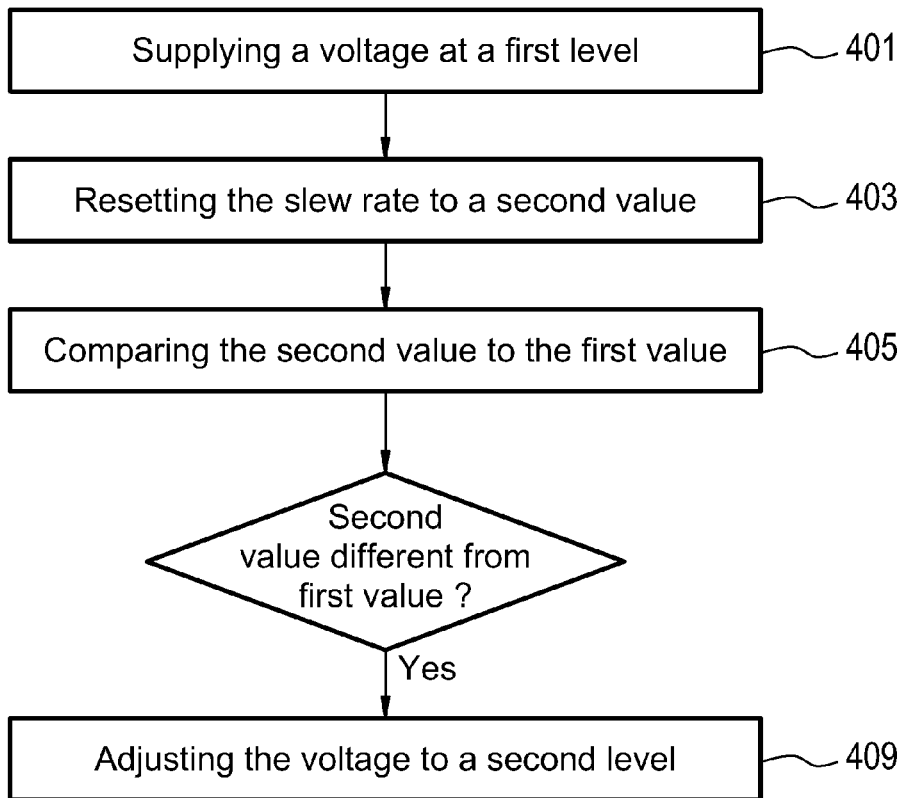 Supplying a voltage at a first level
401
Resetting the slew rate to a second value
403
Comparing the second value to the first value
405
Second
value different from
first value ?
Yes
Adjusting the voltage to a second level
409